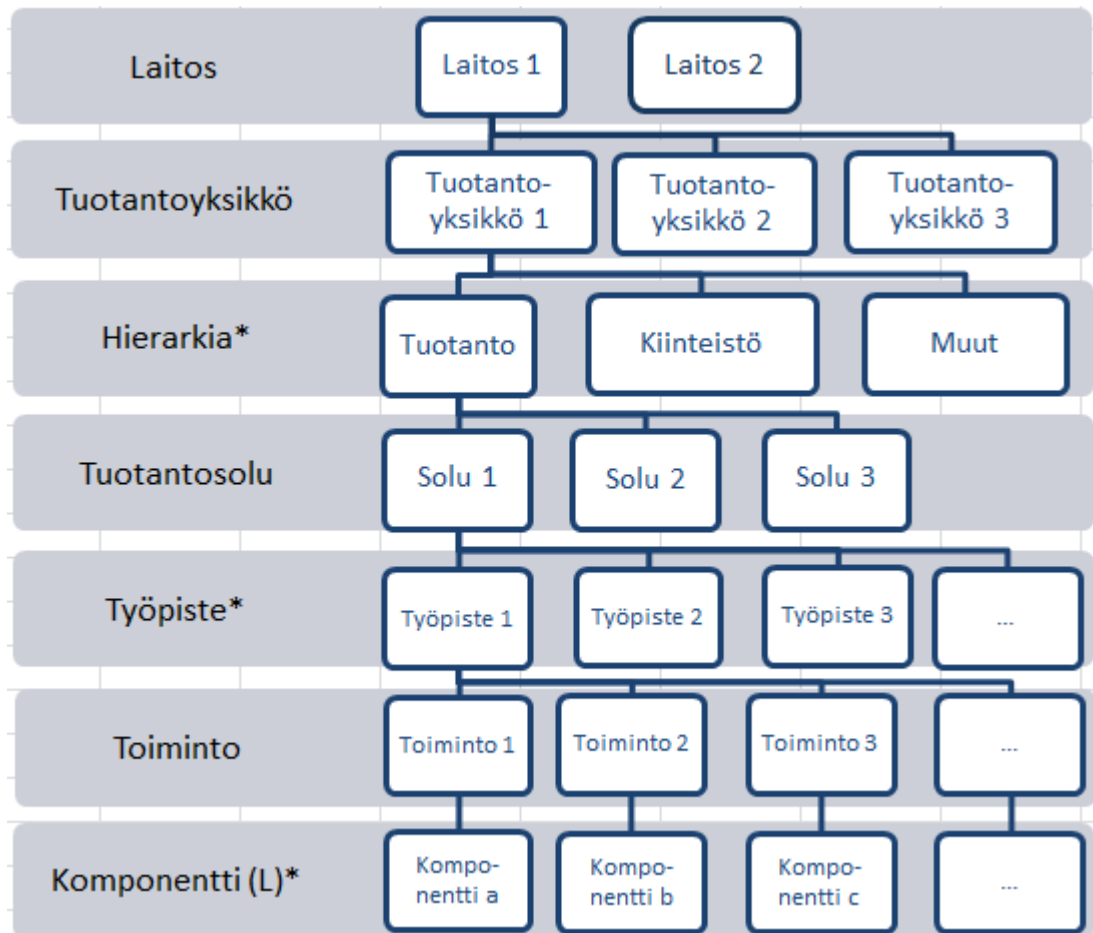 Laitos
Laitos 1
Laitos 2
Tuotantoyksikkö
Tuotanto-
yksikkö 1
Tuotanto-
yksikkö 2
Tuotanto-
yksikkö 3
Hierarkia*
Tuotanto
Kiinteistö
Muut
Tuotantosolu
Solu 1
Solu 2
Solu 3
Työpiste*
Työpiste 1
Työpiste 2
Työpiste 3
...
Toiminto
Toiminto 1
Toiminto 2
Toiminto 3
...
Komponentti (L)*
Kompo-
nentti a
Kompo-
nentti b
Kompo-
nentti c
...